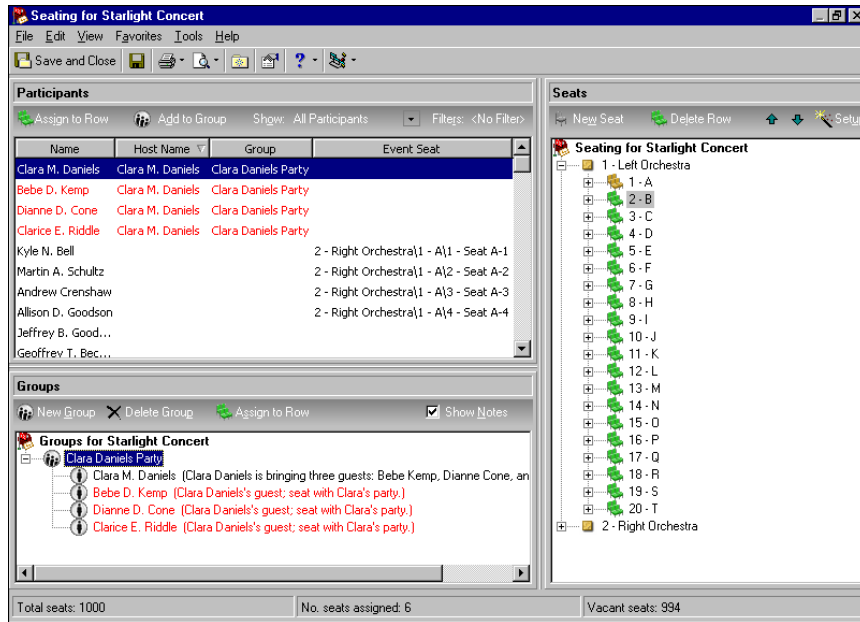 Seating for Starlight Concert
File Edit View Favorites Tools Help
Save and Close
Participants
Assign to Row Add to Group Show: All Participants Filters: <No Filter>
Name Host Name Group Event Seat
Clara M. Daniels Clara M. Daniels Clara Daniels Party
Bebe D. Kemp Clara M. Daniels Clara Daniels Party
Dianne D. Cone Clara M. Daniels Clara Daniels Party
Clarice E. Riddle Clara M. Daniels Clara Daniels Party
Kyle N. Bell 2 - Right Orchestra\1 - A\1 - Seat A-1
Martin A. Schultz 2 - Right Orchestra\1 - A\2 - Seat A-2
Andrew Crenshaw 2 - Right Orchestra\1 - A\3 - Seat A-3
Allison D. Goodson 2 - Right Orchestra\1 - A\4 - Seat A-4
Jeffrey B. Good...
Geoffrey T. Bec...
Groups
New Group Delete Group Assign to Row Show Notes
Groups for Starlight Concert
Clara Daniels Party
Clara M. Daniels (Clara Daniels is bringing three guests: Bebe Kemp, Dianne Cone, an
Bebe D. Kemp (Clara Daniels's guest; seat with Clara's party.)
Dianne D. Cone (Clara Daniels's guest; seat with Clara's party.)
Clarice E. Riddle (Clara Daniels's guest; seat with Clara's party.)
Seats
New Seat Delete Row Setu
Seating for Starlight Concert
1 - Left Orchestra
1 - A
2 - B
3 - C
4 - D
5 - E
6 - F
7 - G
8 - H
9 - I
10 - J
11 - K
12 - L
13 - M
14 - N
15 - O
16 - P
17 - Q
18 - R
19 - S
20 - T
2 - Right Orchestra
Total seats: 1000 No. seats assigned: 6 Vacant seats: 994